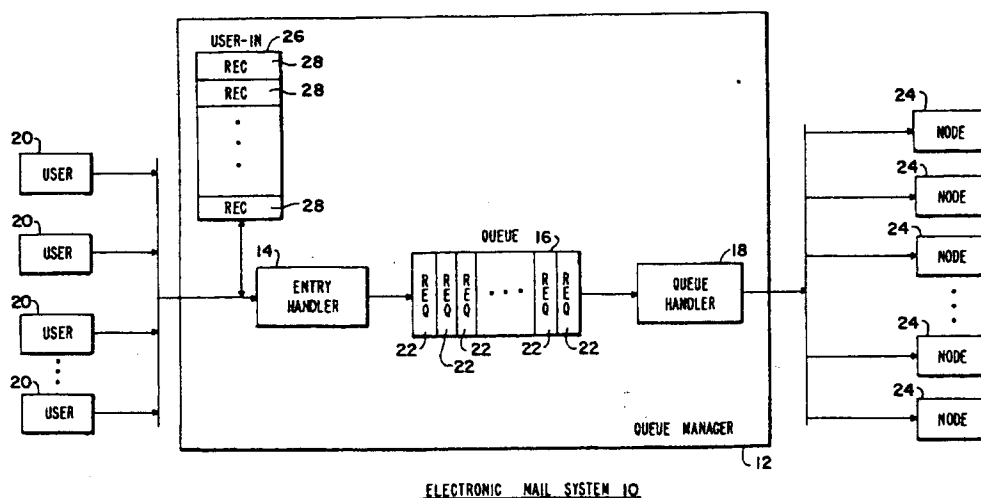 USER-IN 26
REC 28
REC 28
REC 28
20 USER
20 USER
20 USER
20 USER
14 ENTRY HANDLER
QUEUE 16
REQ REQ REQ REQ REQ
22 22 22 22 22
18 QUEUE HANDLER
24 NODE
24 NODE
24 NODE
24 NODE
24 NODE
QUEUE MANAGER
12
ELECTRONIC MAIL SYSTEM 10